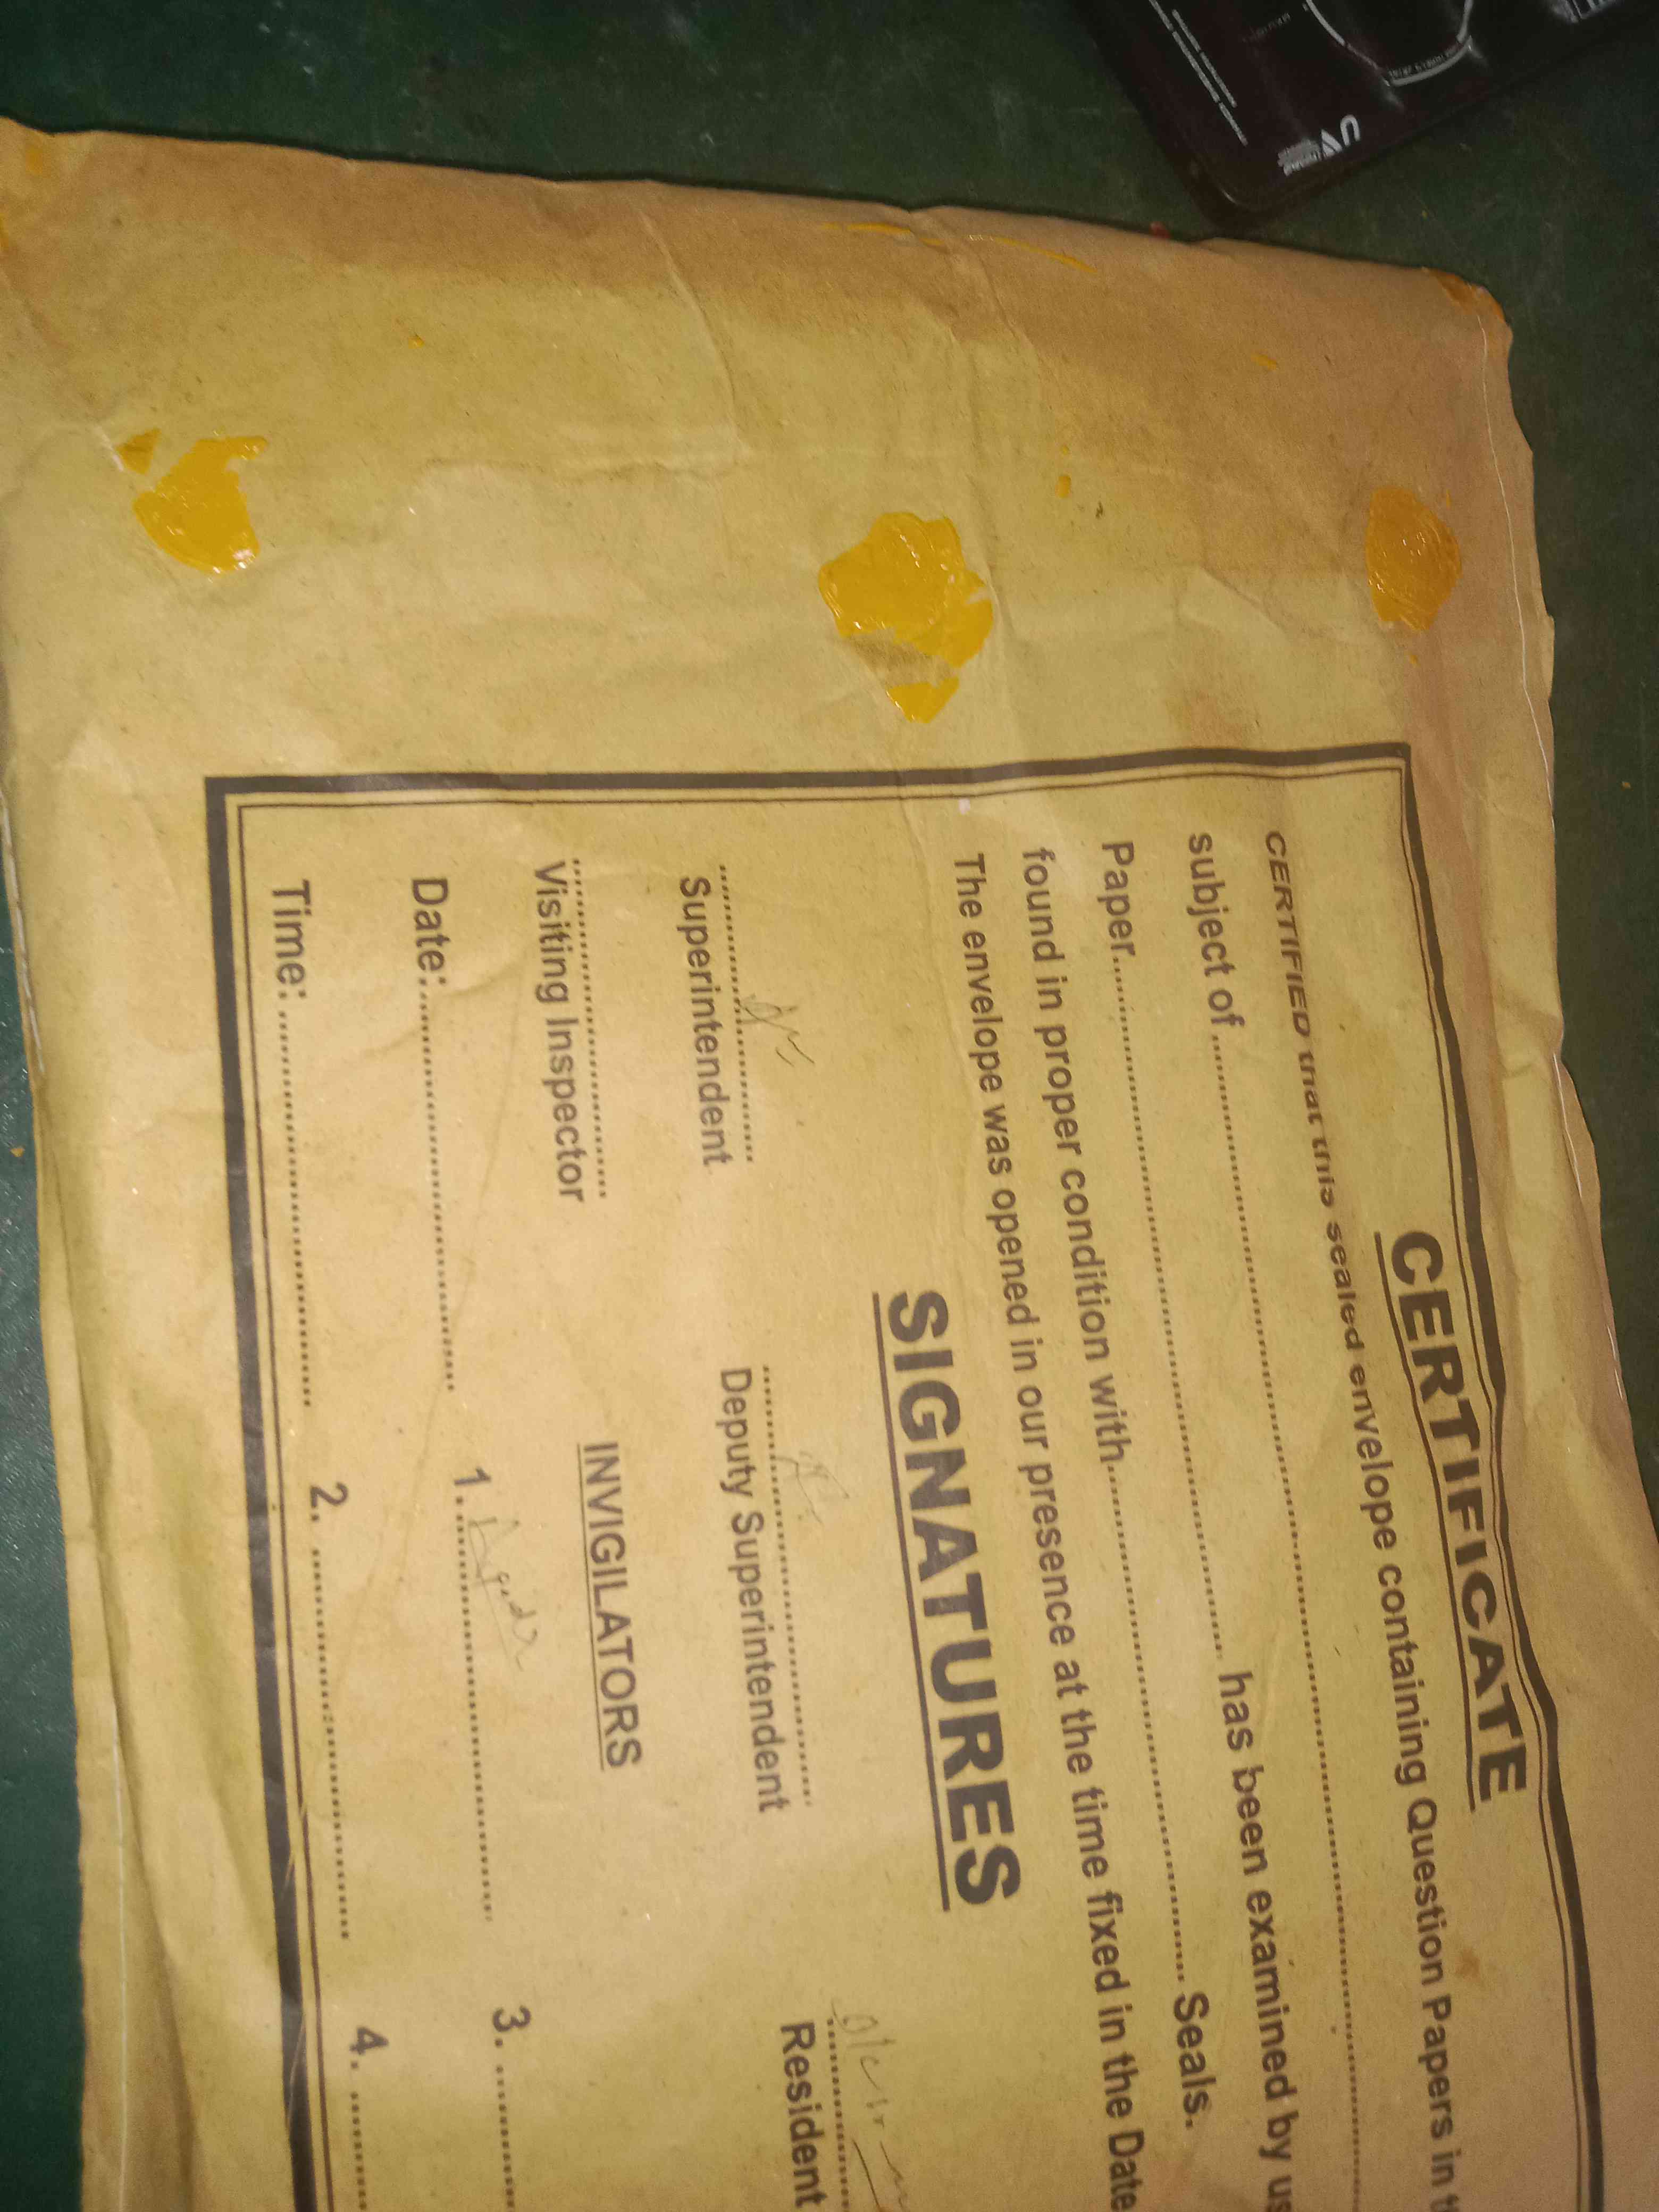 CERTIFICATE
CERTIFIED that this sealed envelope containing Question Papers in
subject of
Paper has been examined by us
found in proper condition with Seals.
The envelope was opened in our presence at the time fixed in the Date
SIGNATURES
Superintendent Deputy Superintendent Resident
Visiting Inspector
INVIGILATORS
Date: 1. 3.
Time: 2. 4.
UV